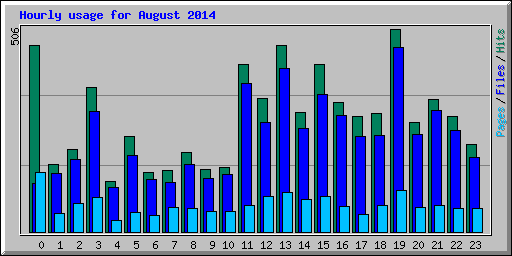 Hourly usage for August 2014
506
Pages / Files / Hits
0 1 2 3 4 5 6 7 8 9 10 11 12 13 14 15 16 17 18 19 20 21 22 23